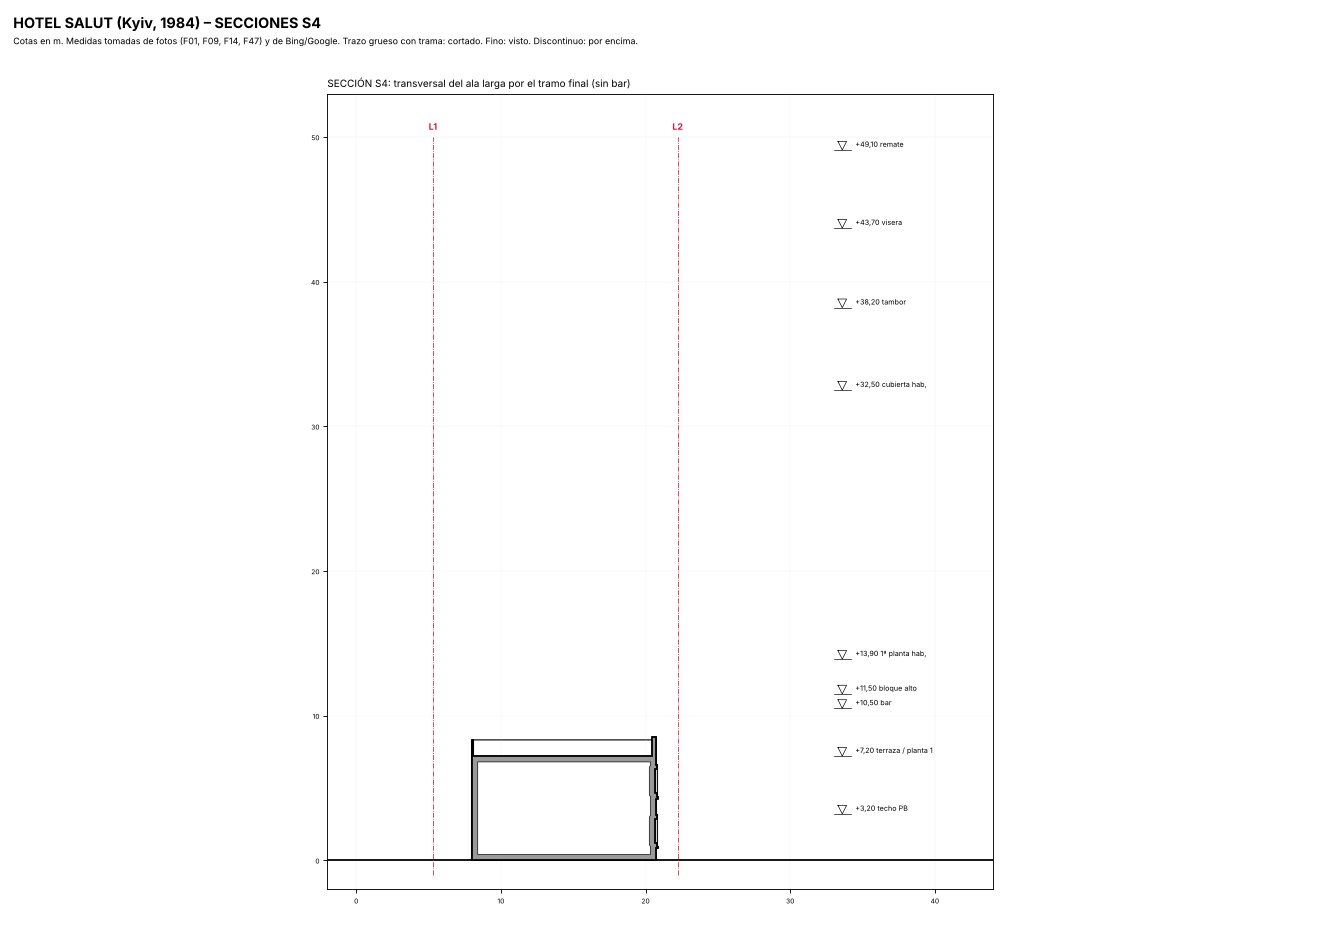 HOTEL SALUT (Kyiv, 1984) – SECCIONES S4
Cotas en m. Medidas tomadas de fotos (F01, F09, F14, F47) y de Bing/Google. Trazo grueso con trama: cortado. Fino: visto. Discontinuo: por encima.
SECCIÓN S4: transversal del ala larga por el tramo final (sin bar)
L1
L2
50
+49,10 remate
+43,70 visera
40
+38,20 tambor
+32,50 cubierta hab,
30
20
+13,90 1ª planta hab,
+11,50 bloque alto
+10,50 bar
10
+7,20 terraza / planta 1
+3,20 techo PB
0
0
10
20
30
40